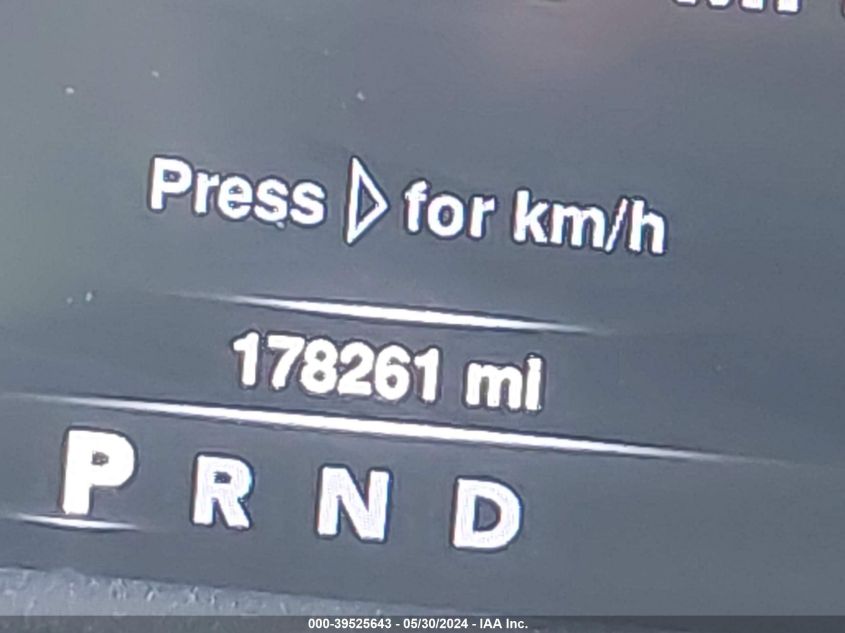 Press ▷ for km/h
178261 mi
P R N D
000-39525643 - 05/30/2024 - IAA Inc.